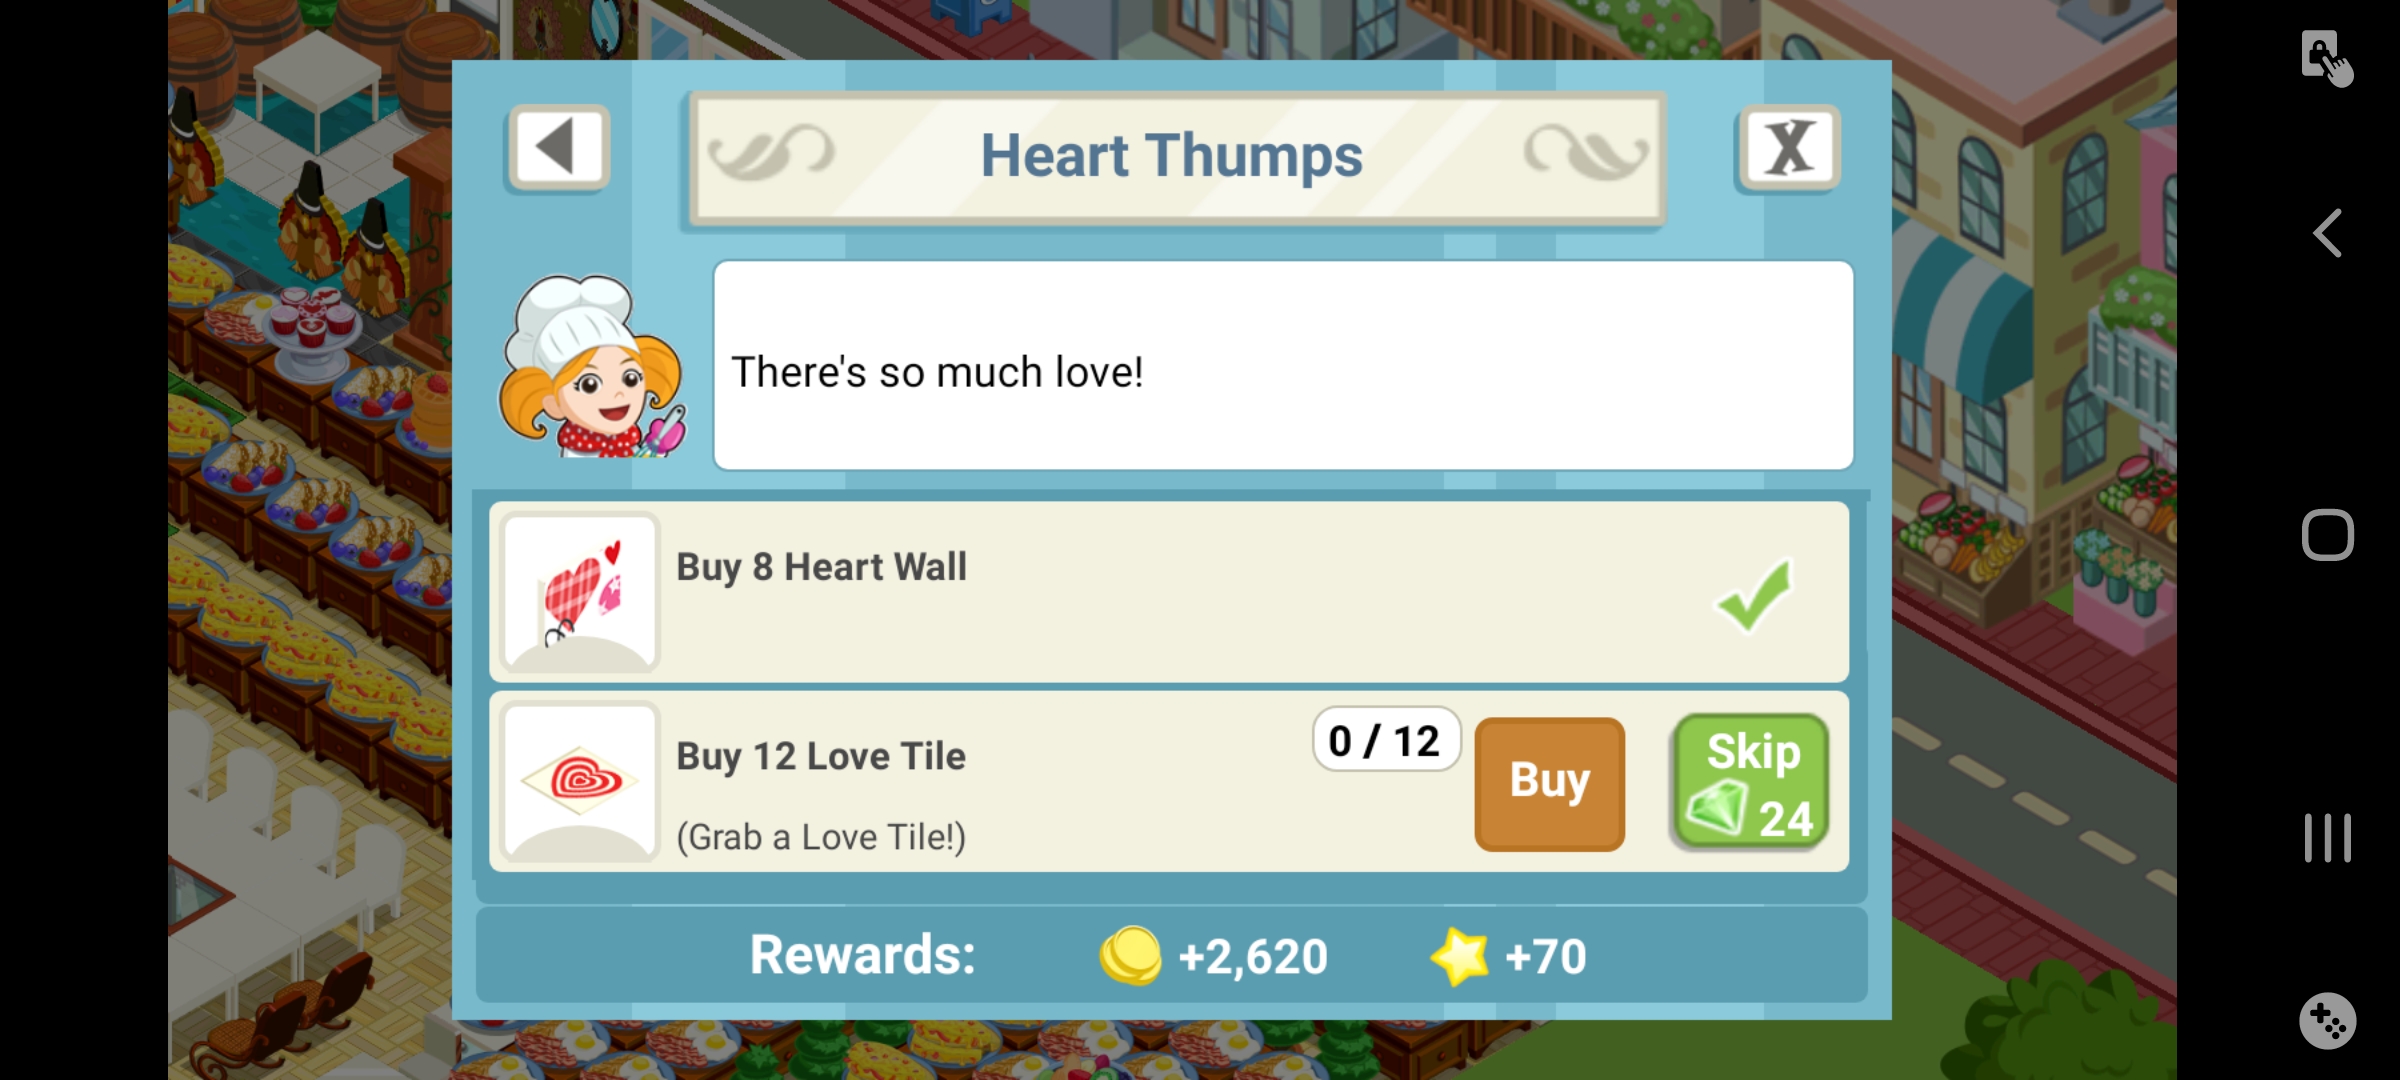 Heart Thumps
X
There's so much love!
Buy 8 Heart Wall
Buy 12 Love Tile
(Grab a Love Tile!)
0 / 12
Buy
Skip
24
Rewards: +2,620 +70